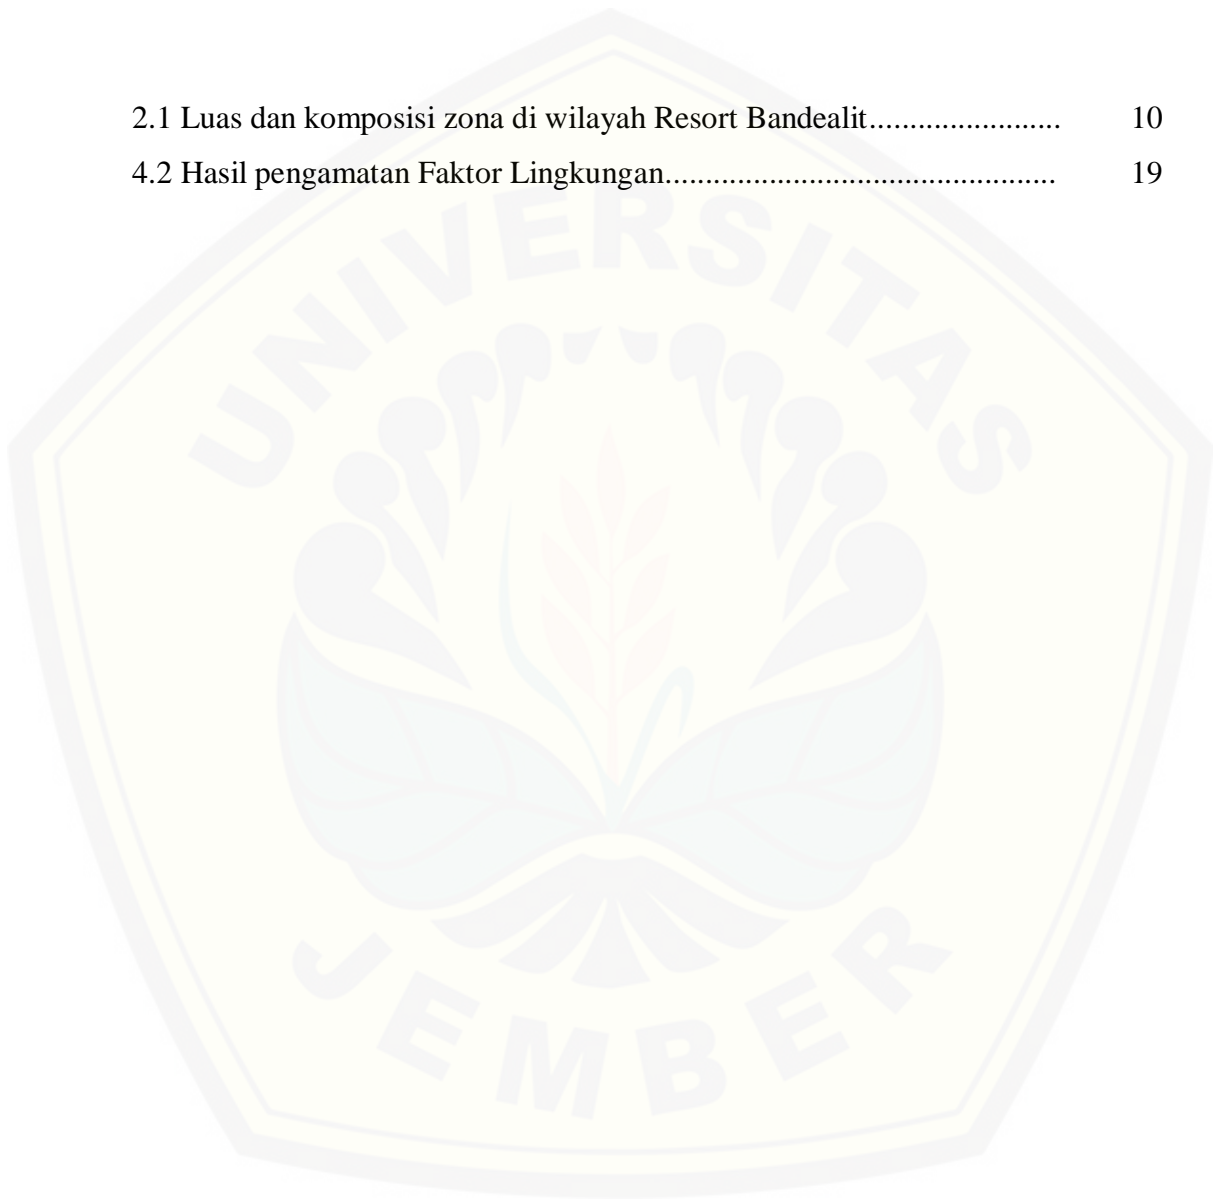 2.1 Luas dan komposisi zona di wilayah Resort Bandealit........................ 10
4.2 Hasil pengamatan Faktor Lingkungan................................................. 19
UNIVERSITAS
JEMBER